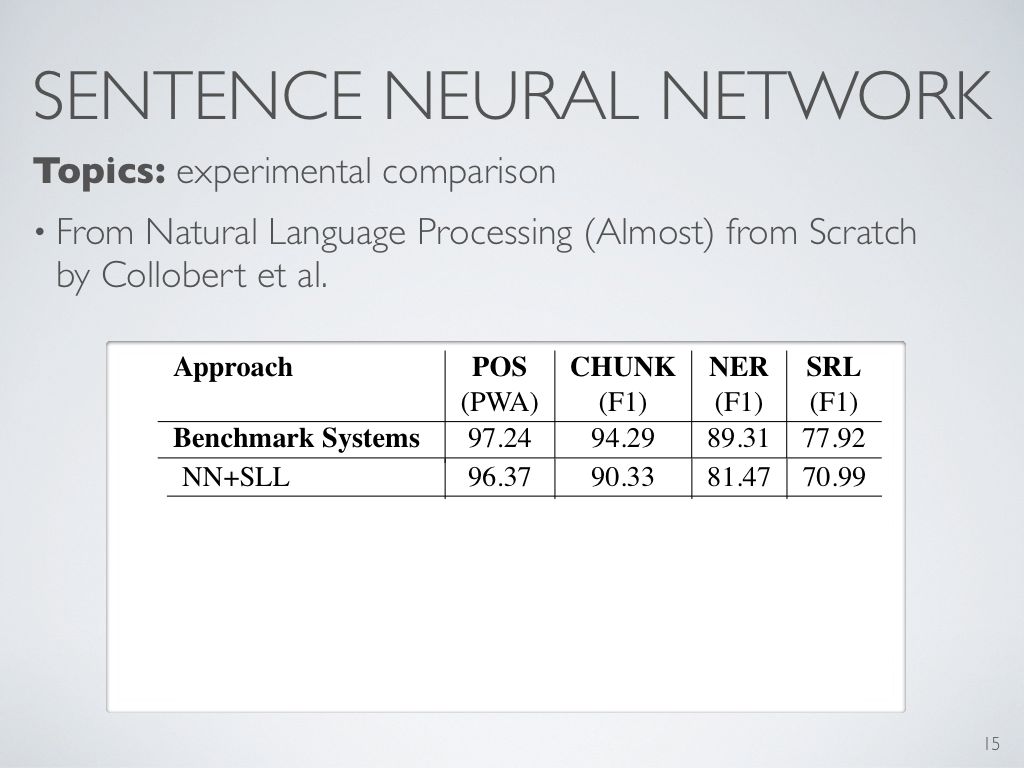 SENTENCE NEURAL NETWORK
Topics: experimental comparison
• From Natural Language Processing (Almost) from Scratch
by Collobert et al.
Approach POS CHUNK NER SRL
(PWA) (F1) (F1) (F1)
Benchmark Systems 97.24 94.29 89.31 77.92
NN+SLL 96.37 90.33 81.47 70.99
15